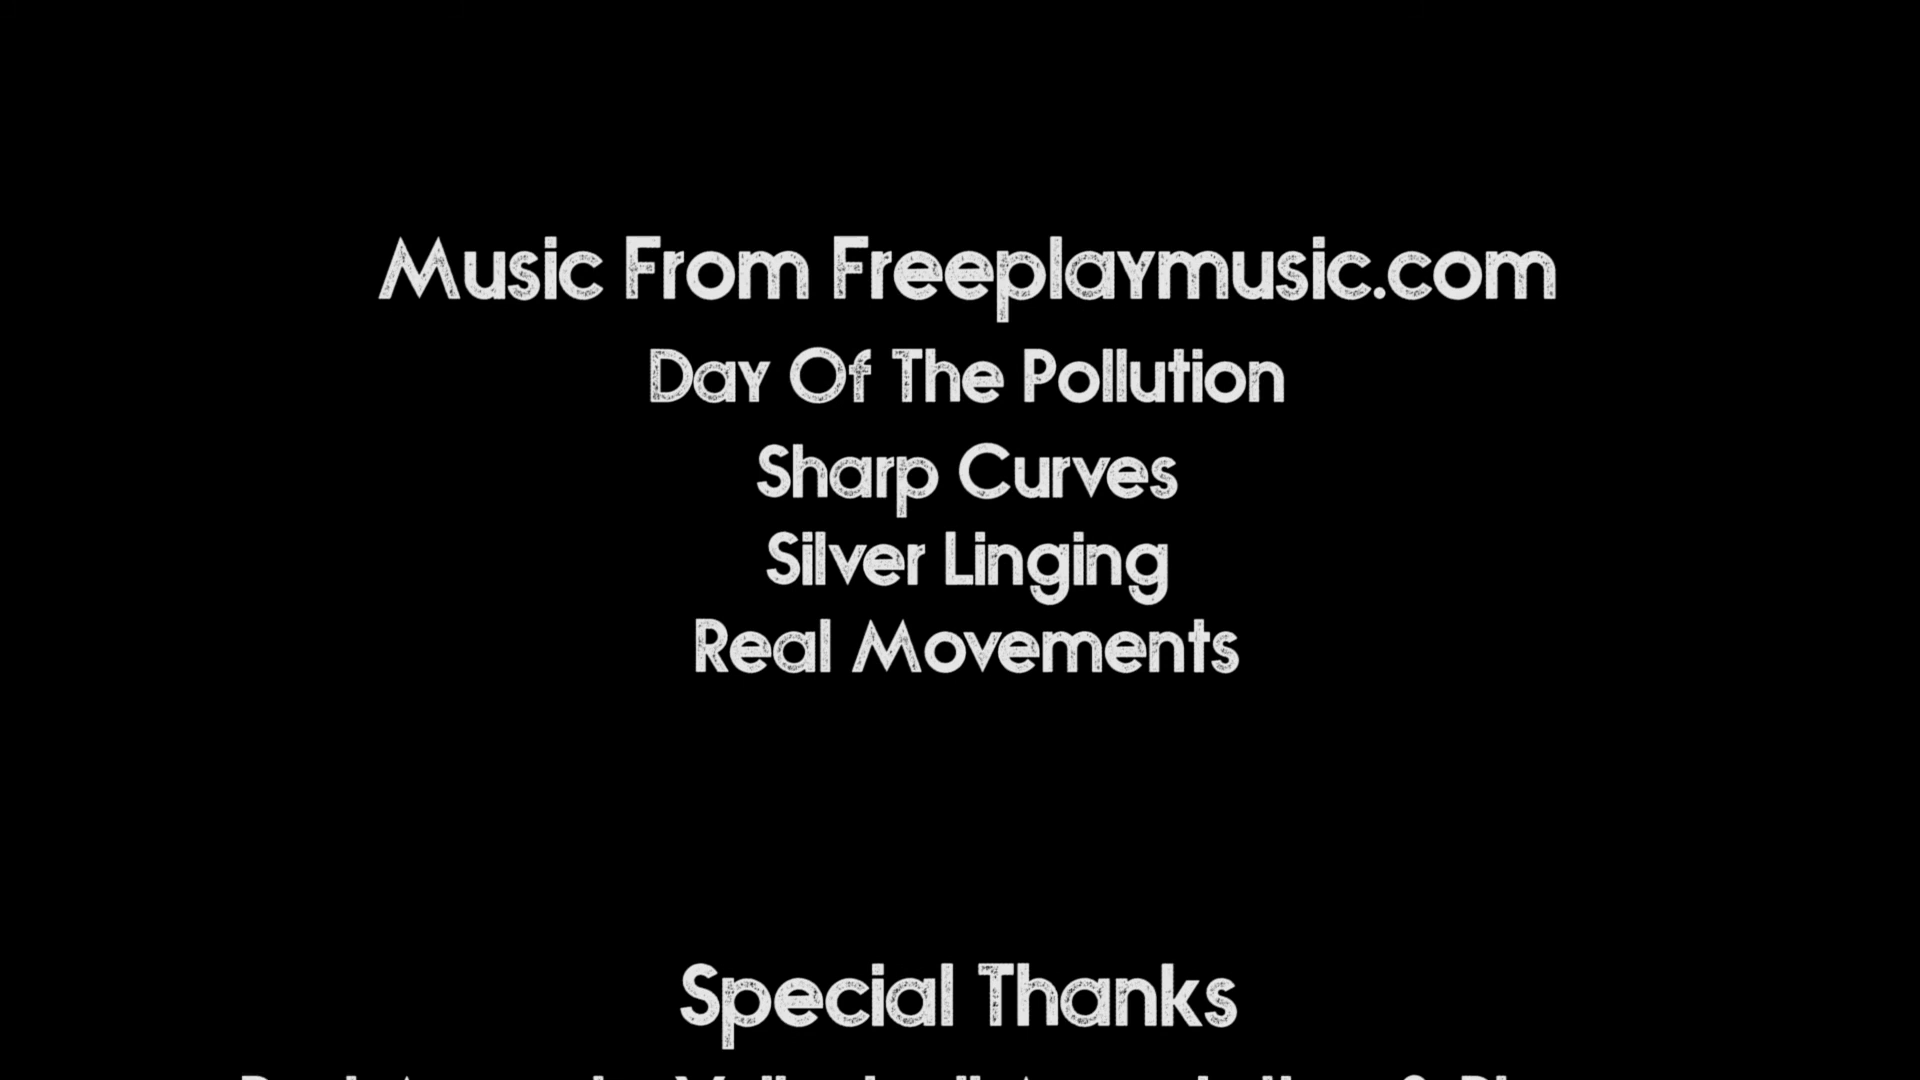 Music From Freeplaymusic.com
Day Of The Pollution
Sharp Curves
Silver Linging
Real Movements
Special Thanks